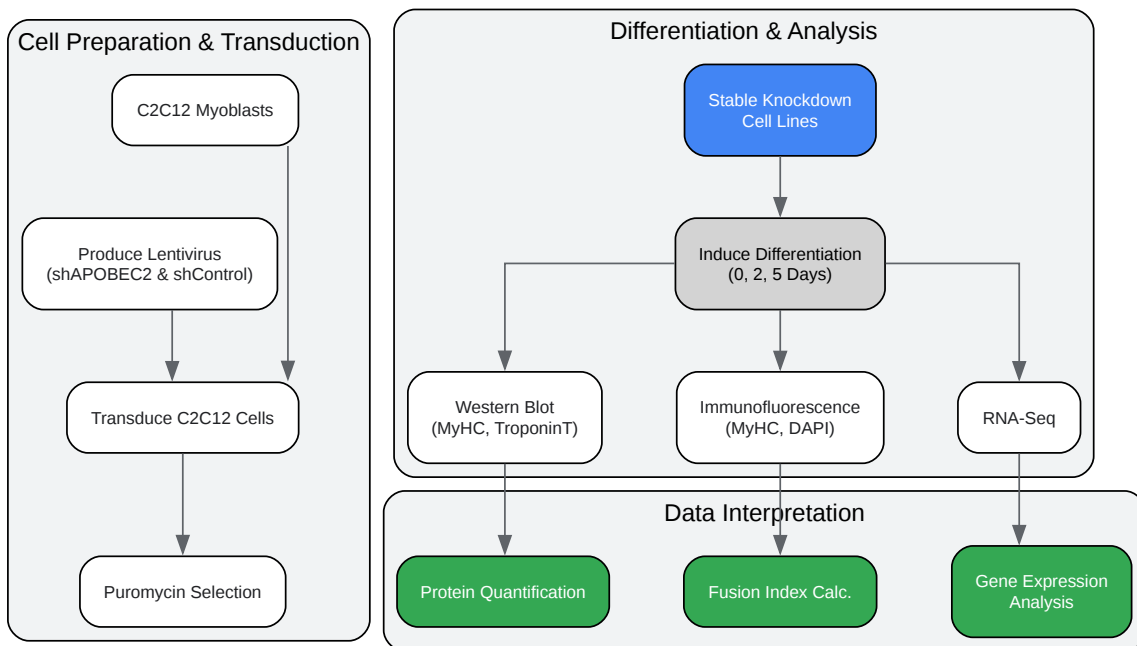 Cell Preparation & Transduction
C2C12 Myoblasts
Produce Lentivirus
(shAPOBEC2 & shControl)
Transduce C2C12 Cells
Puromycin Selection
Differentiation & Analysis
Stable Knockdown
Cell Lines
Induce Differentiation
(0, 2, 5 Days)
Western Blot
(MyHC, TroponinT)
Immunofluorescence
(MyHC, DAPI)
RNA-Seq
Data Interpretation
Protein Quantification
Fusion Index Calc.
Gene Expression
Analysis